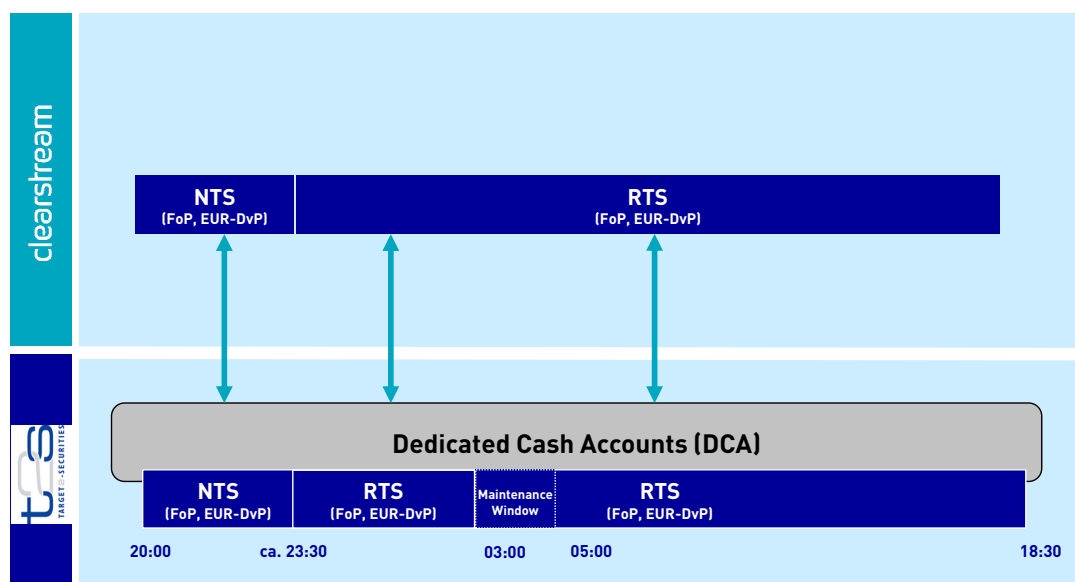 clearstream
NTS
(FoP, EUR-DvP)
RTS
(FoP, EUR-DvP)
t2s
TARGET2-SECURITIES
Dedicated Cash Accounts (DCA)
NTS
(FoP, EUR-DvP)
RTS
(FoP, EUR-DvP)
Maintenance
Window
RTS
(FoP, EUR-DvP)
20:00
ca. 23:30
03:00
05:00
18:30